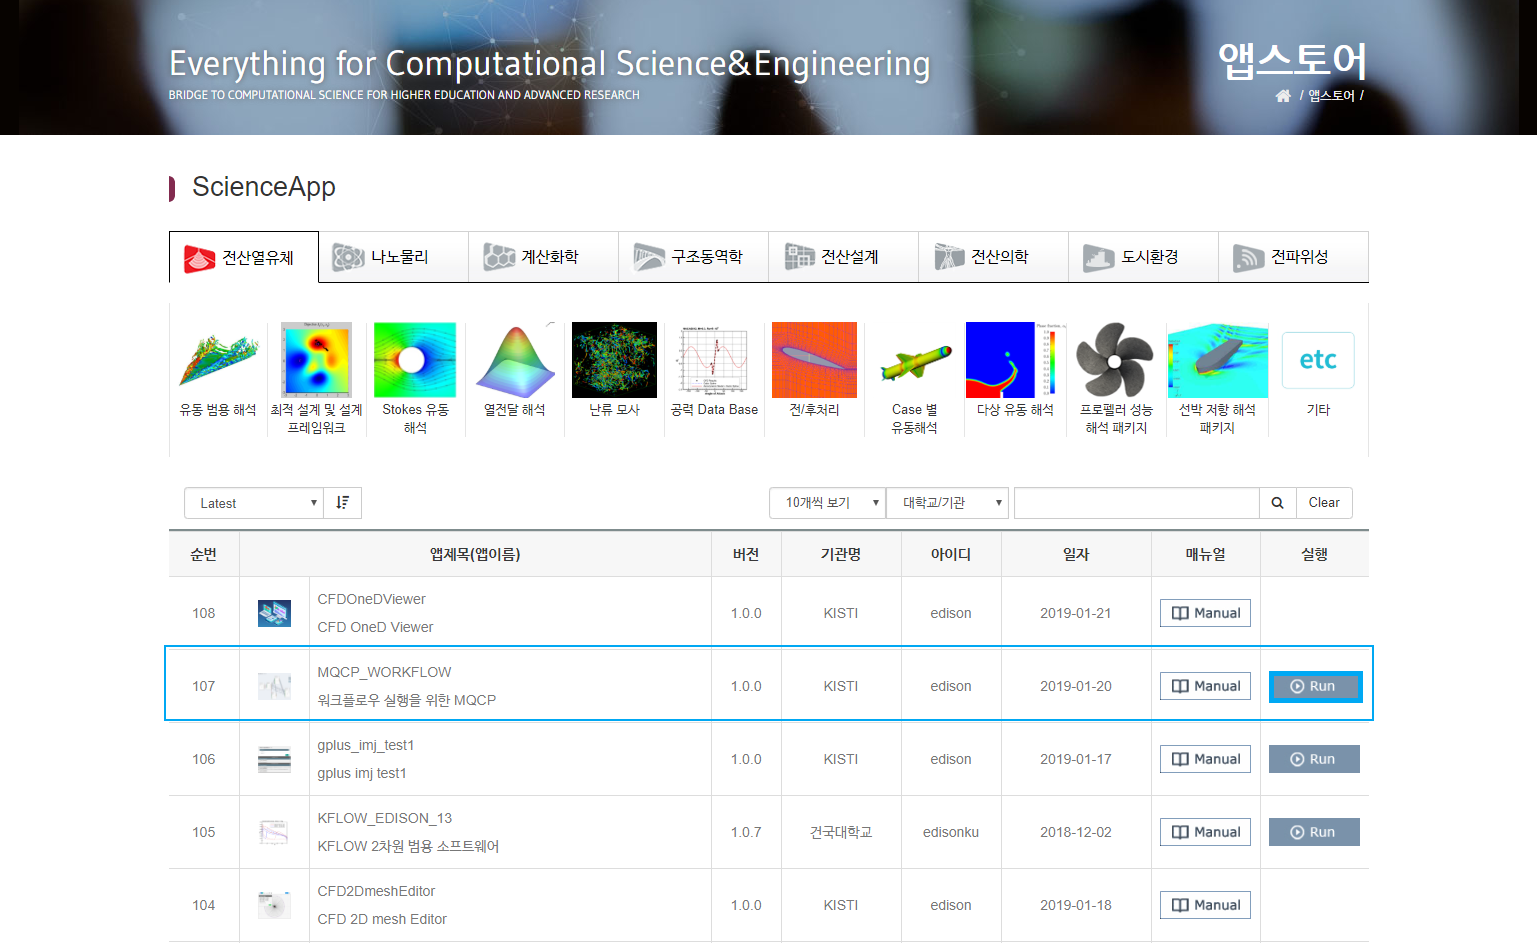 Everything for Computational Science&Engineering
BRIDGE TO COMPUTATIONAL SCIENCE FOR HIGHER EDUCATION AND ADVANCED RESEARCH
앱스토어
/ 앱스토어 /
ScienceApp
전산열유체 나노물리 계산화학 구조동역학 전산설계 전산의학 도시환경 전파위성
etc
유동 범용 해석
최적 설계 및 설계
프레임워크
Stokes 유동
해석
열전달 해석
난류 모사
공력 Data Base
전/후처리
Case 별
유동해석
다상 유동 해석
프로펠러 성능
해석 패키지
선박 저항 해석
패키지
기타
Latest 10개씩 보기 대학교/기관 Clear
순번 앱제목(앱이름) 버전 기관명 아이디 일자 매뉴얼 실행
108 CFDOneDViewer
CFD OneD Viewer
1.0.0 KISTI edison 2019-01-21 Manual
107 MQCP_WORKFLOW
워크플로우 실행을 위한 MQCP
1.0.0 KISTI edison 2019-01-20 Manual Run
106 gplus_imj_test1
gplus imj test1
1.0.0 KISTI edison 2019-01-17 Manual Run
105 KFLOW_EDISON_13
KFLOW 2차원 범용 소프트웨어
1.0.7 건국대학교 edisonku 2018-12-02 Manual Run
104 CFD2DmeshEditor
CFD 2D mesh Editor
1.0.0 KISTI edison 2019-01-18 Manual